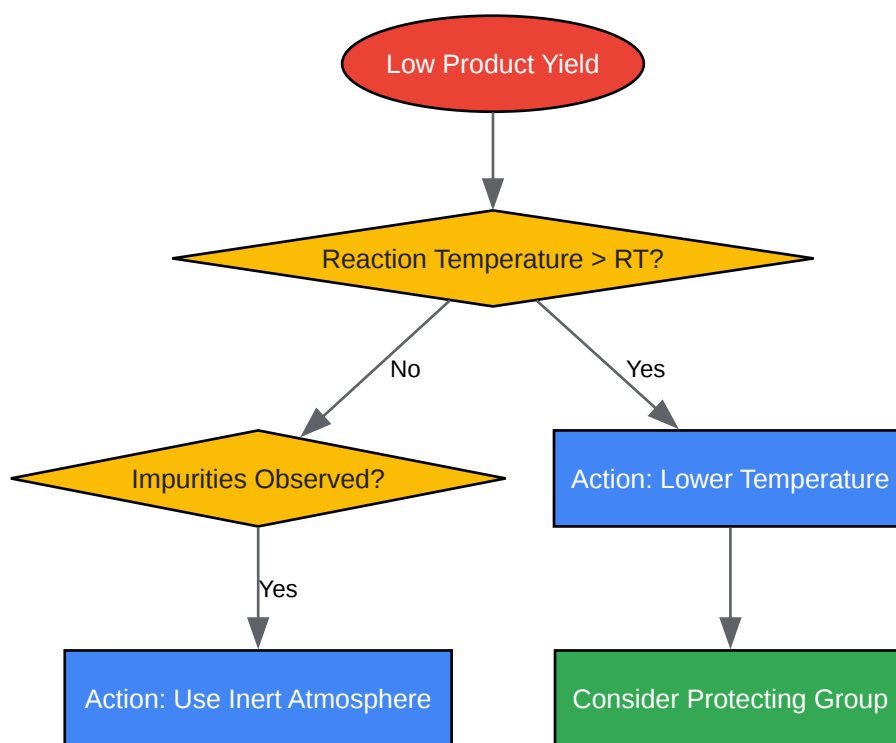 Low Product Yield
Reaction Temperature > RT?
No
Yes
Impurities Observed?
Action: Lower Temperature
Yes
Action: Use Inert Atmosphere
Consider Protecting Group